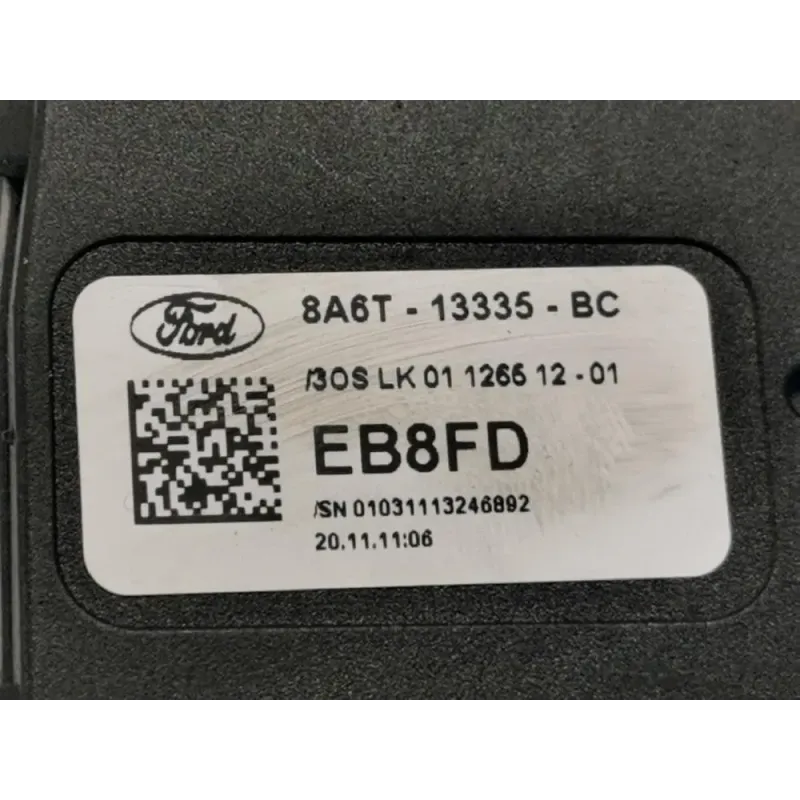 Ford
8A6T - 13335 - BC
/3OS LK 01 1266 12 - 01
EB8FD
/SN 01031113246892
20.11.11:06